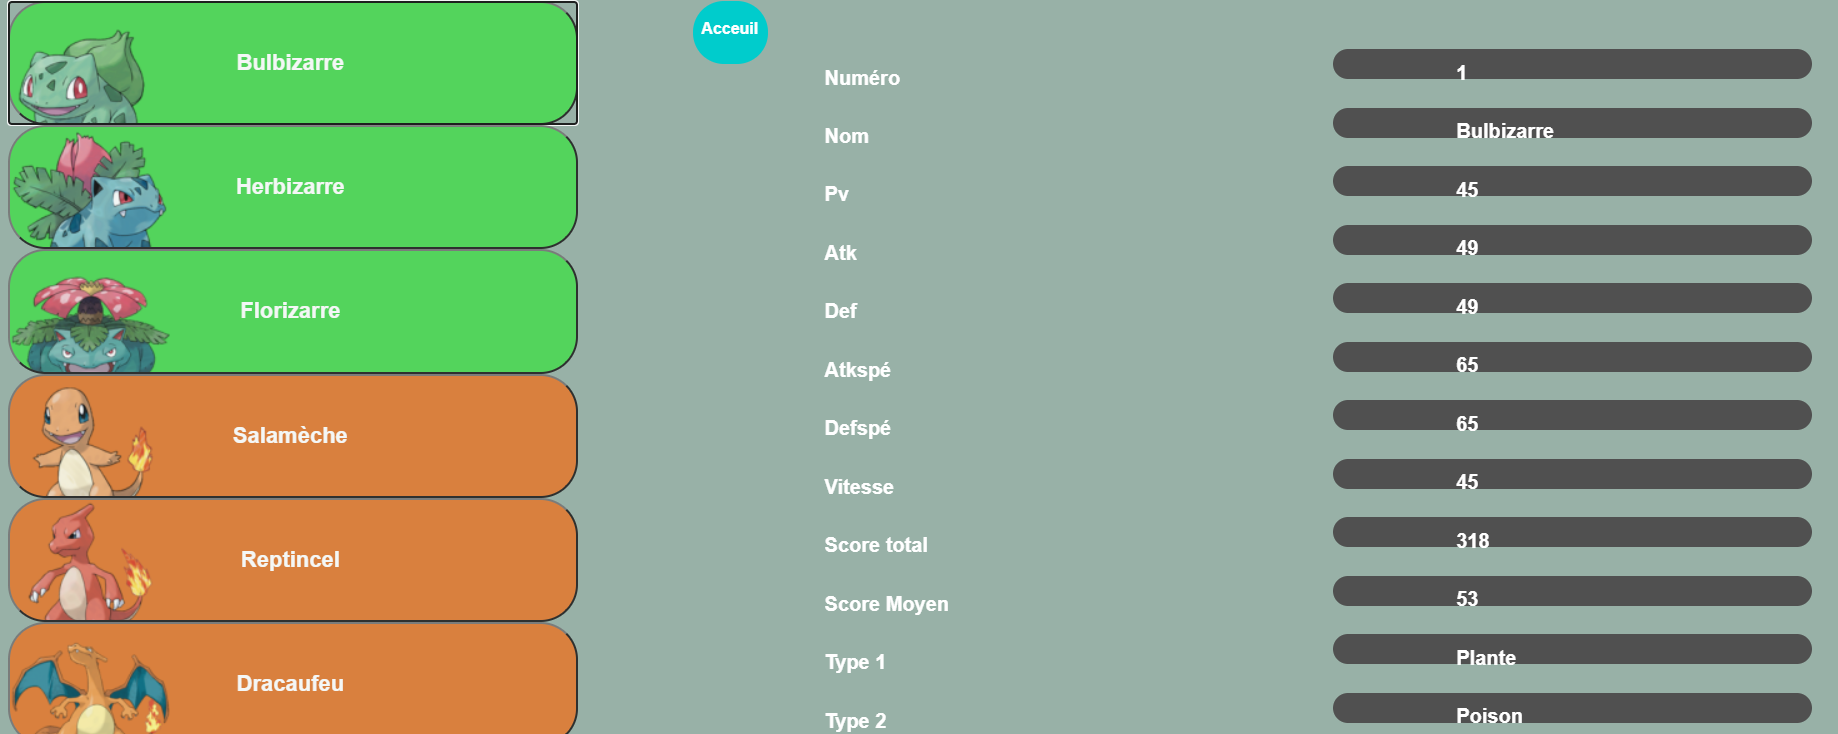 Bulbizarre
Herbizarre
Florizarre
Salamèche
Reptincel
Dracaufeu
Acceuil
Numéro 1
Nom Bulbizarre
Pv 45
Atk 49
Def 49
Atkspé 65
Defspé 65
Vitesse 45
Score total 318
Score Moyen 53
Type 1 Plante
Type 2 Poison